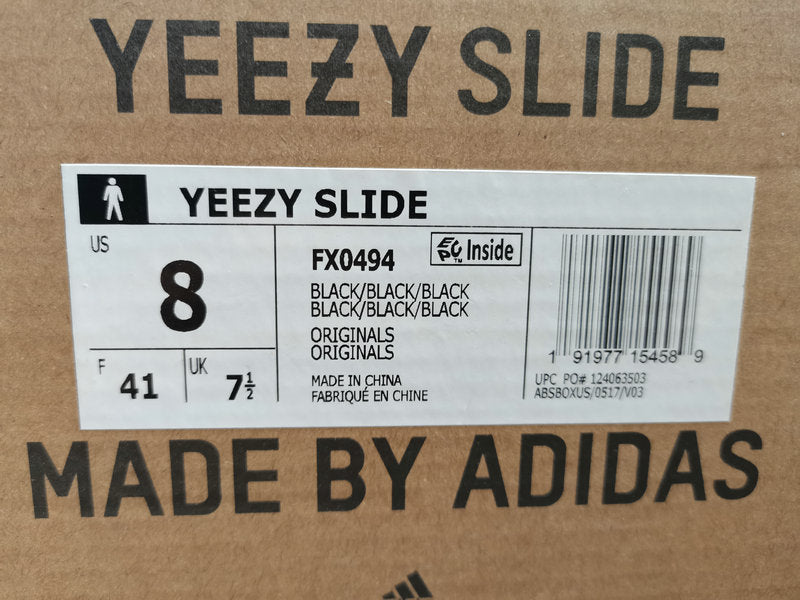 YEEZY SLIDE
YEEZY SLIDE
US
8
F
41
UK
7½
FX0494
EPC™ Inside
BLACK/BLACK/BLACK
BLACK/BLACK/BLACK
ORIGINALS
ORIGINALS
MADE IN CHINA
FABRIQUÉ EN CHINE
1 91977 15458 9
UPC PO# 124063503
ABSBOXUS/0517/V03
MADE BY ADIDAS